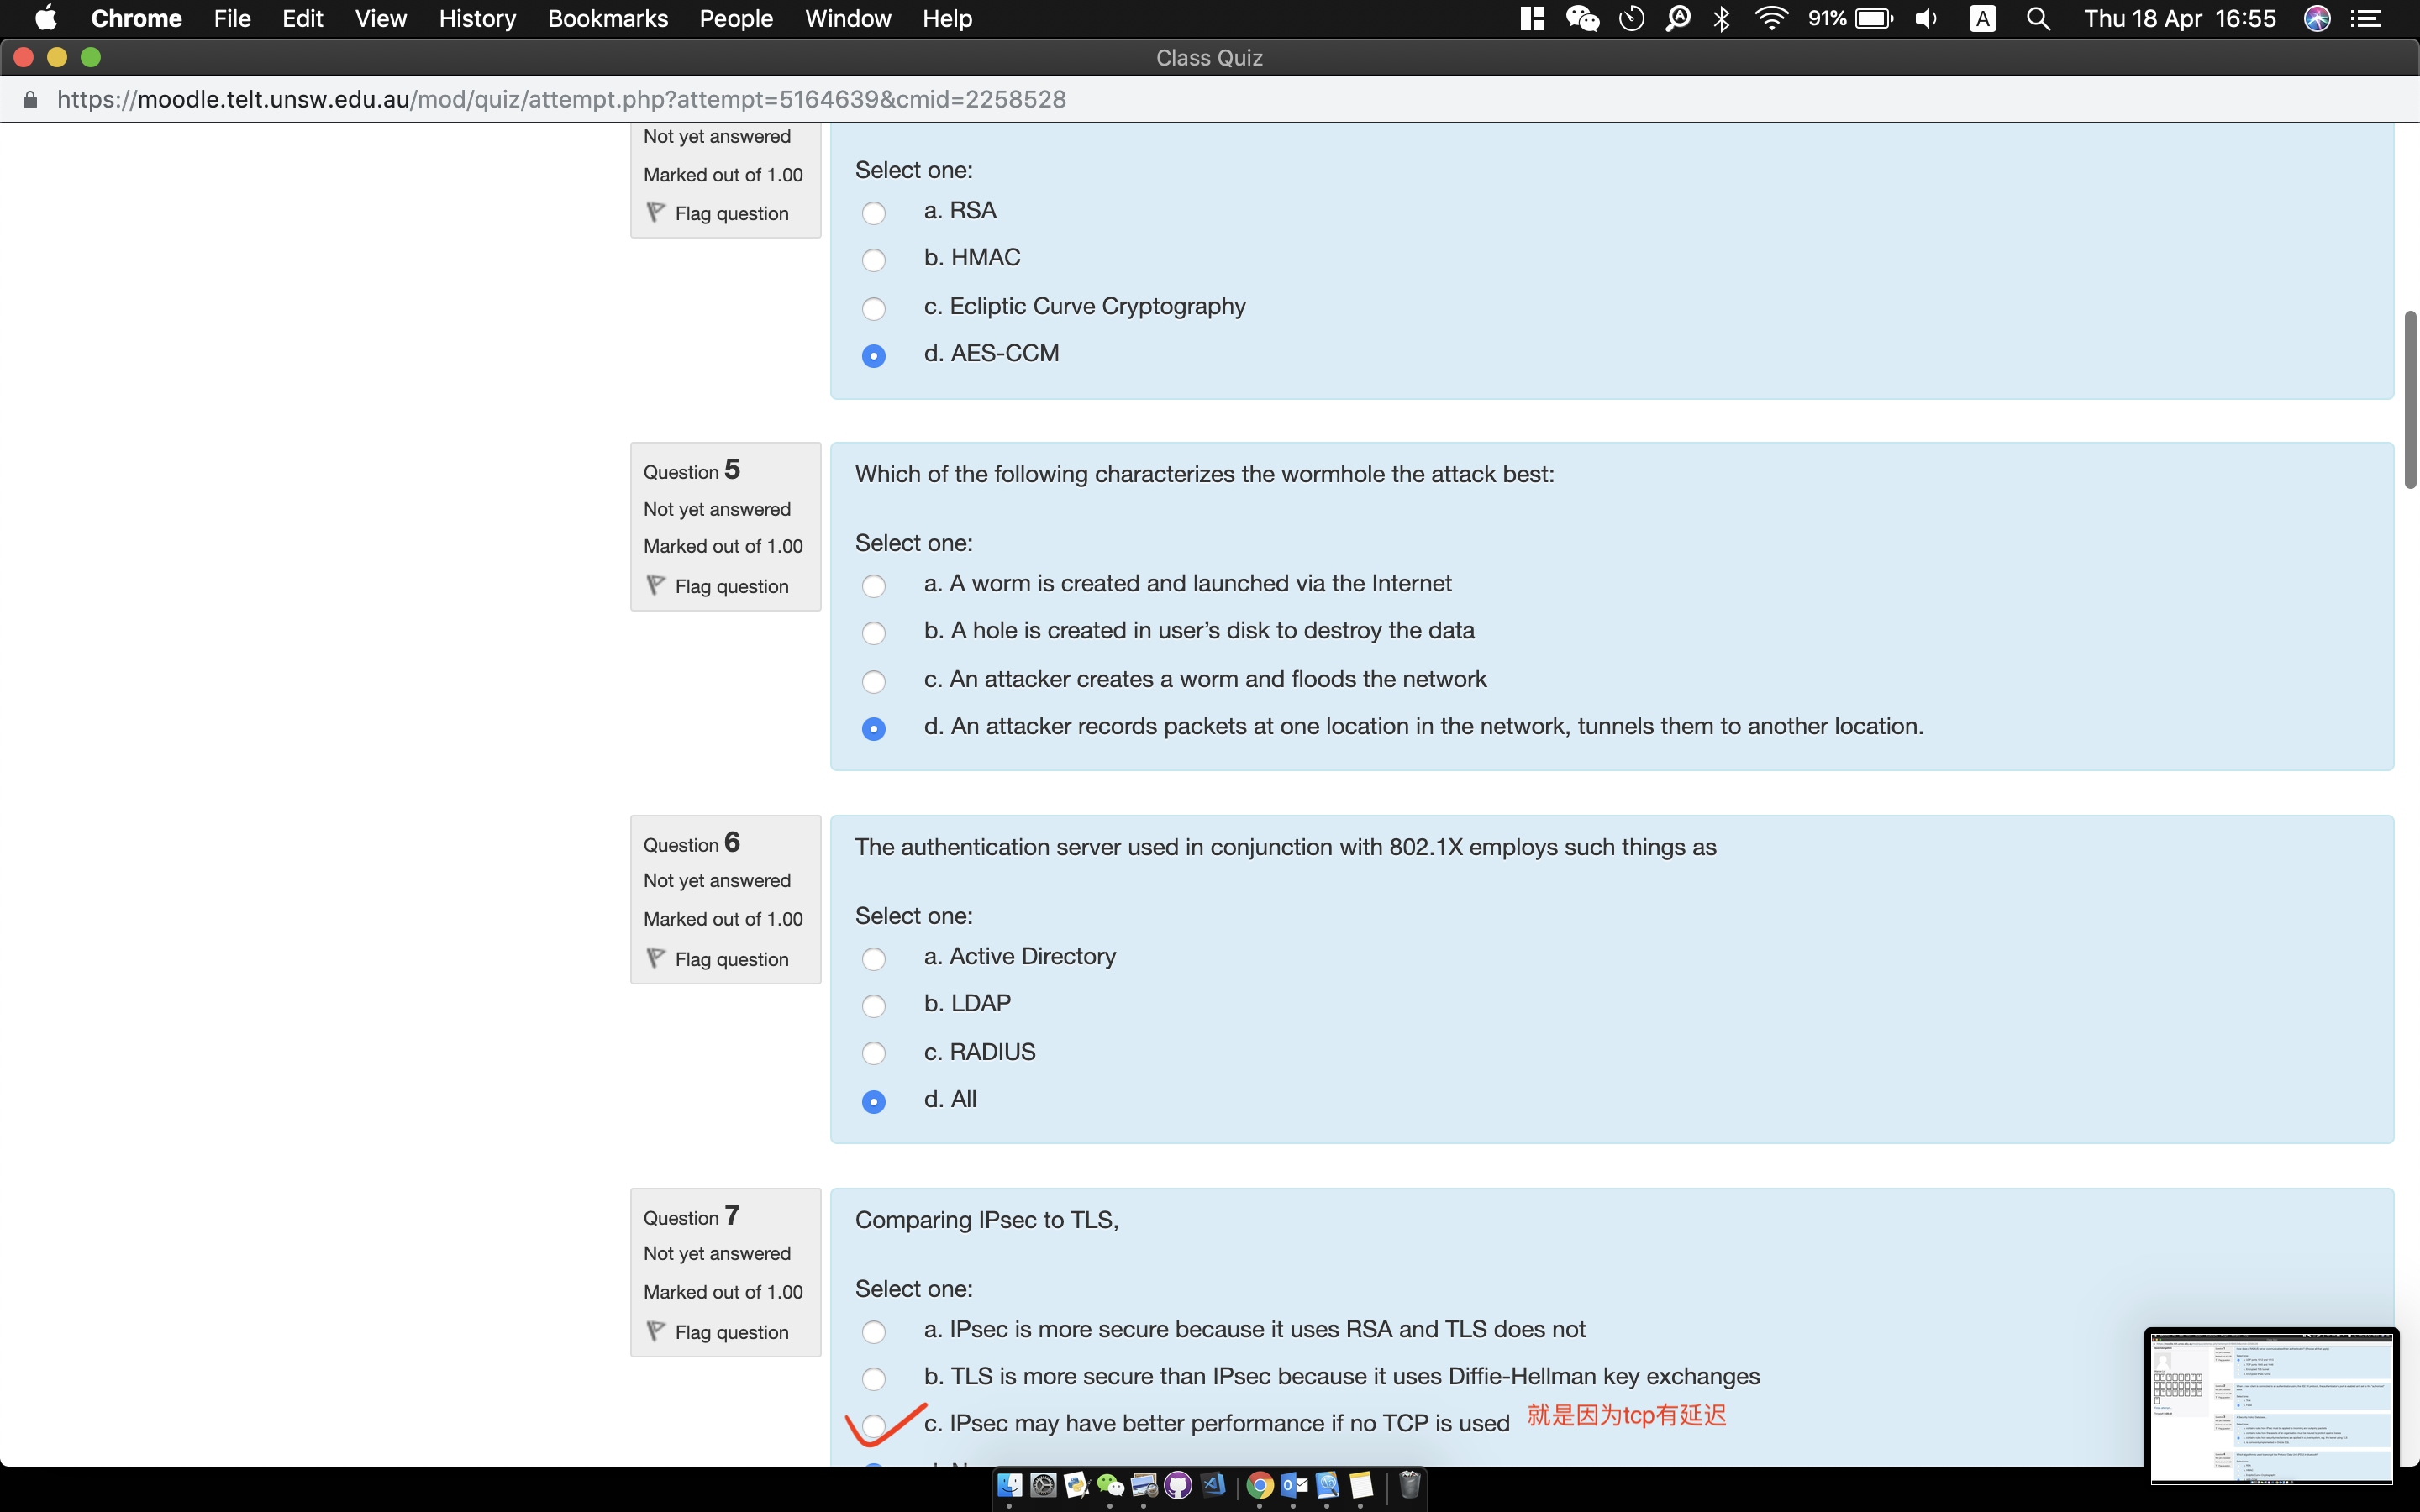 Chrome File Edit View History Bookmarks People Window Help 91% A Thu 18 Apr 16:55
Class Quiz
https://moodle.telt.unsw.edu.au/mod/quiz/attempt.php?attempt=5164639&cmid=2258528
Not yet answered
Marked out of 1.00
Flag question
Select one:
a. RSA
b. HMAC
c. Ecliptic Curve Cryptography
d. AES-CCM
Question 5
Not yet answered
Marked out of 1.00
Flag question
Which of the following characterizes the wormhole the attack best:
Select one:
a. A worm is created and launched via the Internet
b. A hole is created in user’s disk to destroy the data
c. An attacker creates a worm and floods the network
d. An attacker records packets at one location in the network, tunnels them to another location.
Question 6
Not yet answered
Marked out of 1.00
Flag question
The authentication server used in conjunction with 802.1X employs such things as
Select one:
a. Active Directory
b. LDAP
c. RADIUS
d. All
Question 7
Not yet answered
Marked out of 1.00
Flag question
Comparing IPsec to TLS,
Select one:
a. IPsec is more secure because it uses RSA and TLS does not
b. TLS is more secure than IPsec because it uses Diffie-Hellman key exchanges
c. IPsec may have better performance if no TCP is used 就是因为tcp有延迟